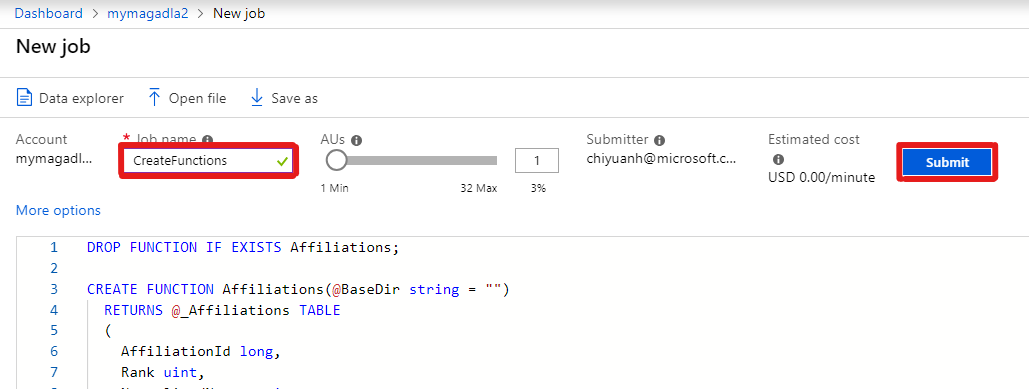 Dashboard > mymagadla2 > New job
New job
Data explorer Open file Save as
Account * Job name AUs Submitter Estimated cost
mymagadl... CreateFunctions 1 chiyuanh@microsoft.c... USD 0.00/minute Submit
1 Min 32 Max 3%
More options
1 DROP FUNCTION IF EXISTS Affiliations;
2
3 CREATE FUNCTION Affiliations(@BaseDir string = "")
4 RETURNS @_Affiliations TABLE
5 (
6 AffiliationId long,
7 Rank uint,